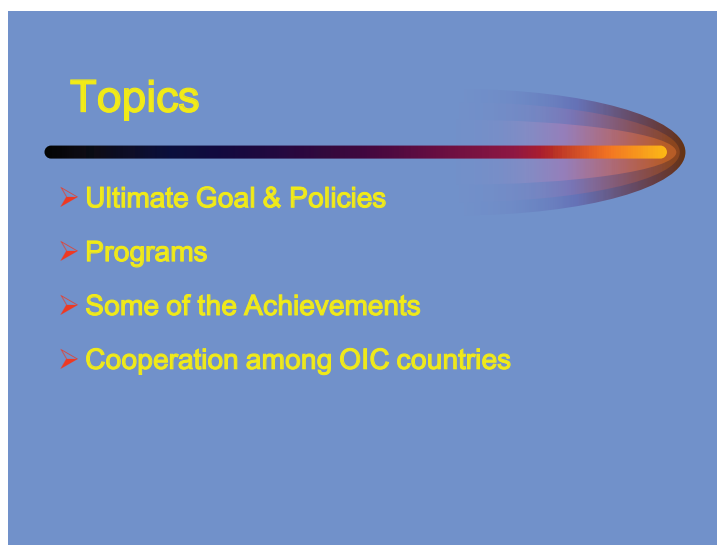 Topics
Ultimate Goal & Policies
Programs
Some of the Achievements
Cooperation among OIC countries